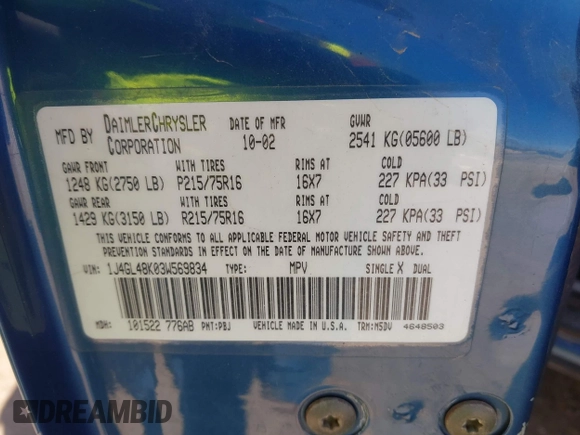 MFD BY DAIMLERCHRYSLER CORPORATION DATE OF MFR 10-02 GVWR 2541 KG(05600 LB)
GAWR FRONT WITH TIRES RIMS AT COLD
1248 KG(2750 LB) P215/75R16 16X7 227 KPA(33 PSI)
GAWR REAR WITH TIRES RIMS AT COLD
1429 KG(3150 LB) R215/75R16 16X7 227 KPA(33 PSI)
THIS VEHICLE CONFORMS TO ALL APPLICABLE FEDERAL MOTOR VEHICLE SAFETY AND THEFT
PREVENTION STANDARDS IN EFFECT ON THE DATE OF MANUFACTURE SHOWN ABOVE.
VIN: 1J4GL48K03W569834 TYPE: MPV SINGLE X DUAL
MDH: 101522 776AB PNT:PBJ VEHICLE MADE IN U.S.A. TRM:M5DV 4648503
DREAMBID